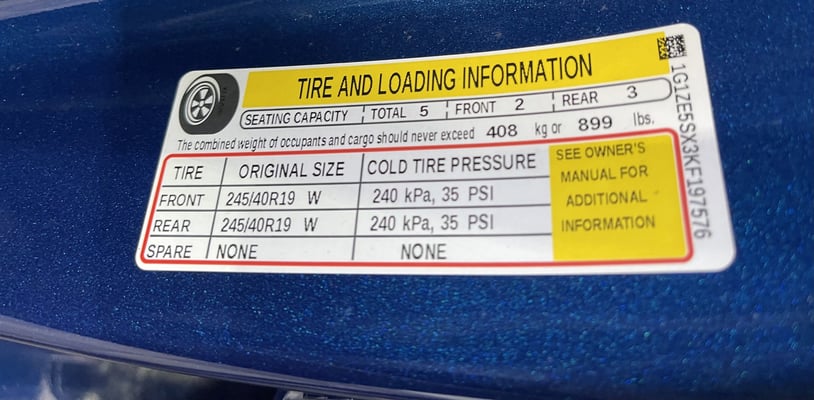 TIRE AND LOADING INFORMATION
SEATING CAPACITY TOTAL 5 FRONT 2 REAR 3
The combined weight of occupants and cargo should never exceed 408 kg or 899 lbs.
TIRE ORIGINAL SIZE COLD TIRE PRESSURE
FRONT 245/40R19 W 240 kPa, 35 PSI
REAR 245/40R19 W 240 kPa, 35 PSI
SPARE NONE NONE
SEE OWNER'S
MANUAL FOR
ADDITIONAL
INFORMATION
1G1ZE5SX3KF197576